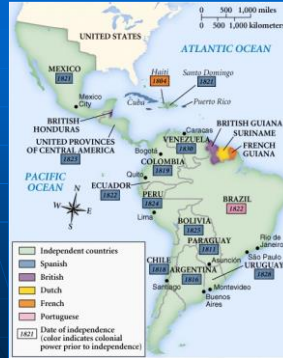 0 500 1,000 miles
0 500 1,000 kilometers
UNITED STATES
ATLANTIC OCEAN
MEXICO
1821
Haiti
1804
Santo Domingo
1821
Mexico
City
Cuba
Puerto Rico
BRITISH
HONDURAS
UNITED PROVINCES
OF CENTRAL AMERICA
1823
Caracas
VENEZUELA
1830
BRITISH GUIANA
SURINAME
FRENCH
GUIANA
Bogotá
COLOMBIA
1819
PACIFIC
OCEAN
Quito
ECUADOR
1822
N
W
E
S
PERU
1824
Lima
BRAZIL
1822
BOLIVIA
1825
PARAGUAY
1811
Asunción
Rio de
Janeiro
São Paulo
CHILE
1818
ARGENTINA
1816
URUGUAY
1828
Santiago
Montevideo
Buenos
Aires
Independent countries
Spanish
British
Dutch
French
Portuguese
1821 Date of independence
(color indicates colonial
power prior to independence)